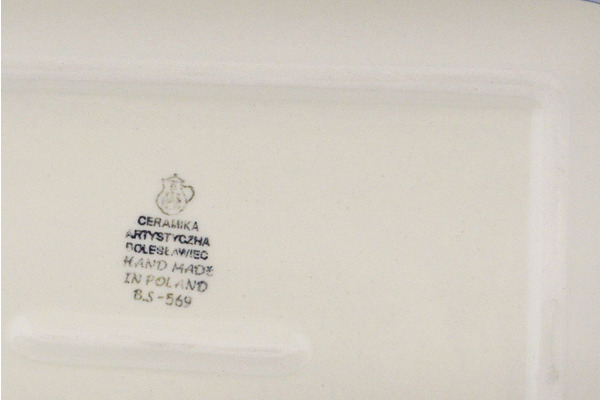 CERAMIKA
ARTYSTYCZNA
BOLESŁAWIEC
HAND MADE
IN POLAND
B.S-569